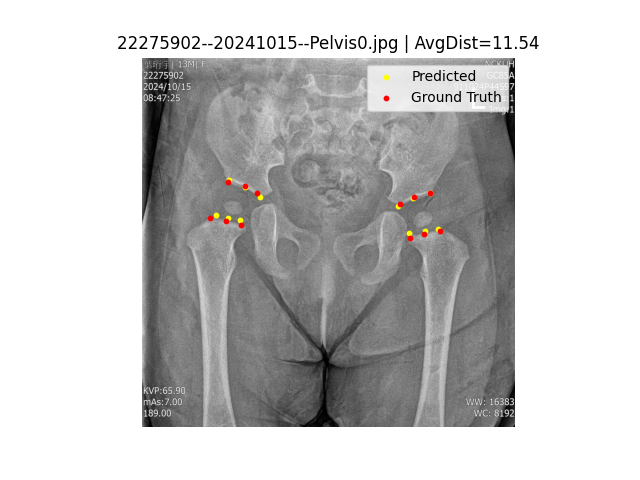 22275902--20241015--Pelvis0.jpg | AvgDist=11.54
22275902
2024/10/15
08:47:25
Predicted
Ground Truth
KVP:65.90
mAs:7.00
189.00
WW: 16383
WC: 8192